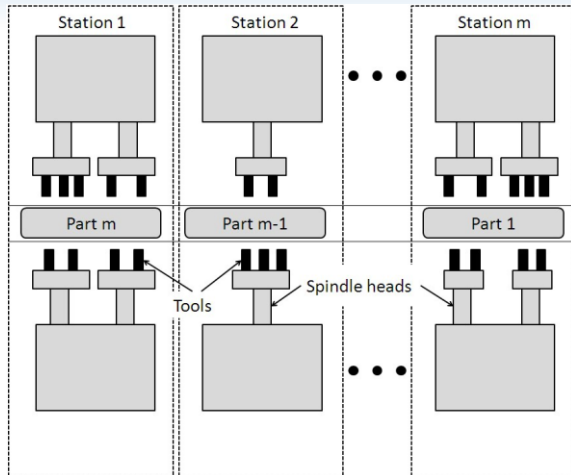 Station 1
Station 2
Station m
Part m
Part m-1
Part 1
Tools
Spindle heads